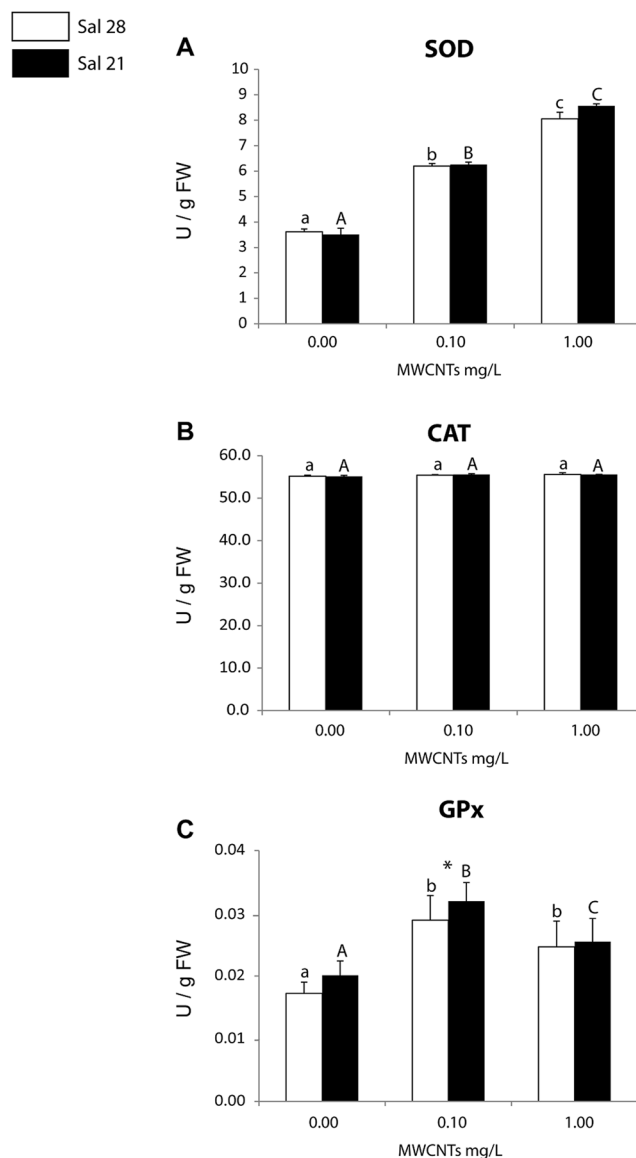 Sal 28
Sal 21
A
SOD
U / g FW
10
9
8
7
6
5
4
3
2
1
0
a A b B c C
0.00 0.10 1.00
MWCNTs mg/L
B
CAT
U / g FW
60.0
50.0
40.0
30.0
20.0
10.0
0.0
a A a A a A
0.00 0.10 1.00
MWCNTs mg/L
C
GPx
U / g FW
0.04
0.03
0.02
0.01
0.00
a A b * B b C
0.00 0.10 1.00
MWCNTs mg/L